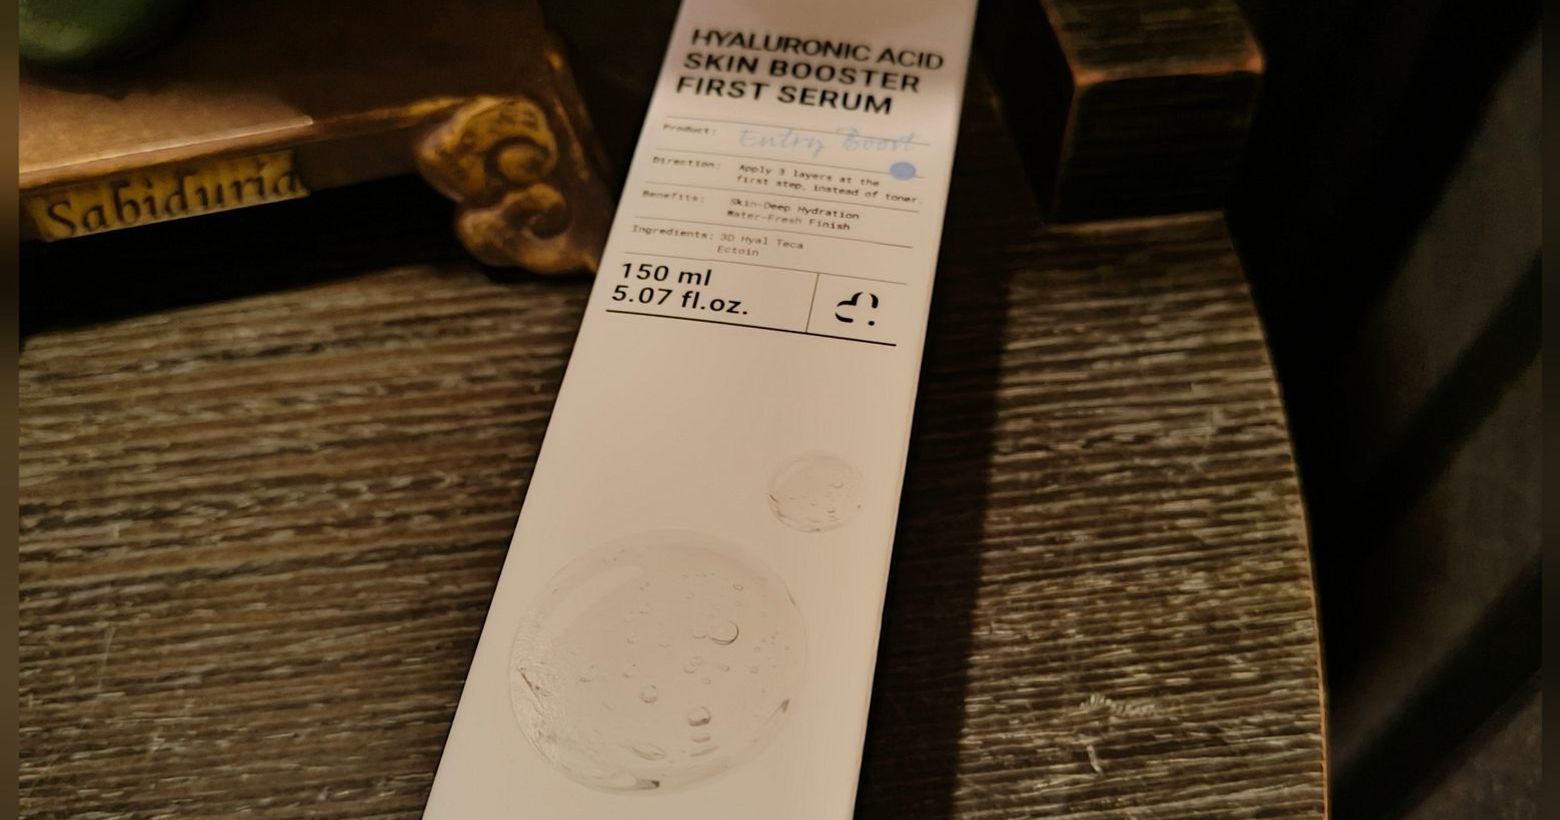 HYALURONIC ACID
SKIN BOOSTER
FIRST SERUM
Product: Entry Boost
Direction: Apply 3 layers at the
first step, instead of toner.
Benefits: Skin-Deep Hydration
Water-Fresh Finish
Ingredients: 3D Hyal Teca
Ectoin
150 ml
5.07 fl.oz.
Sabiduria